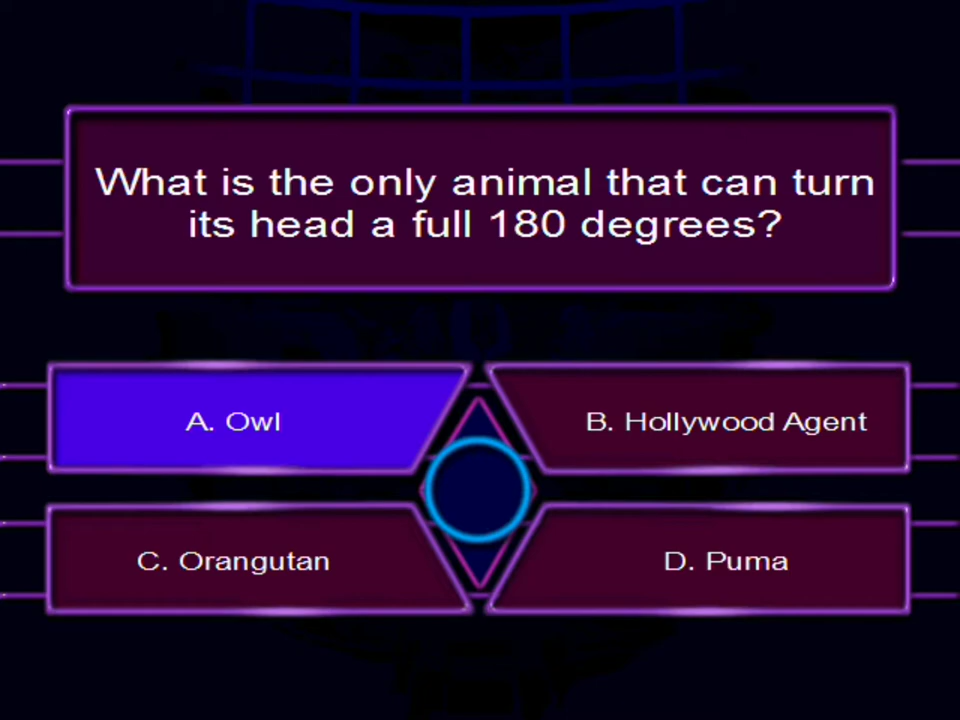 What is the only animal that can turn
its head a full 180 degrees?
A. Owl
B. Hollywood Agent
C. Orangutan
D. Puma